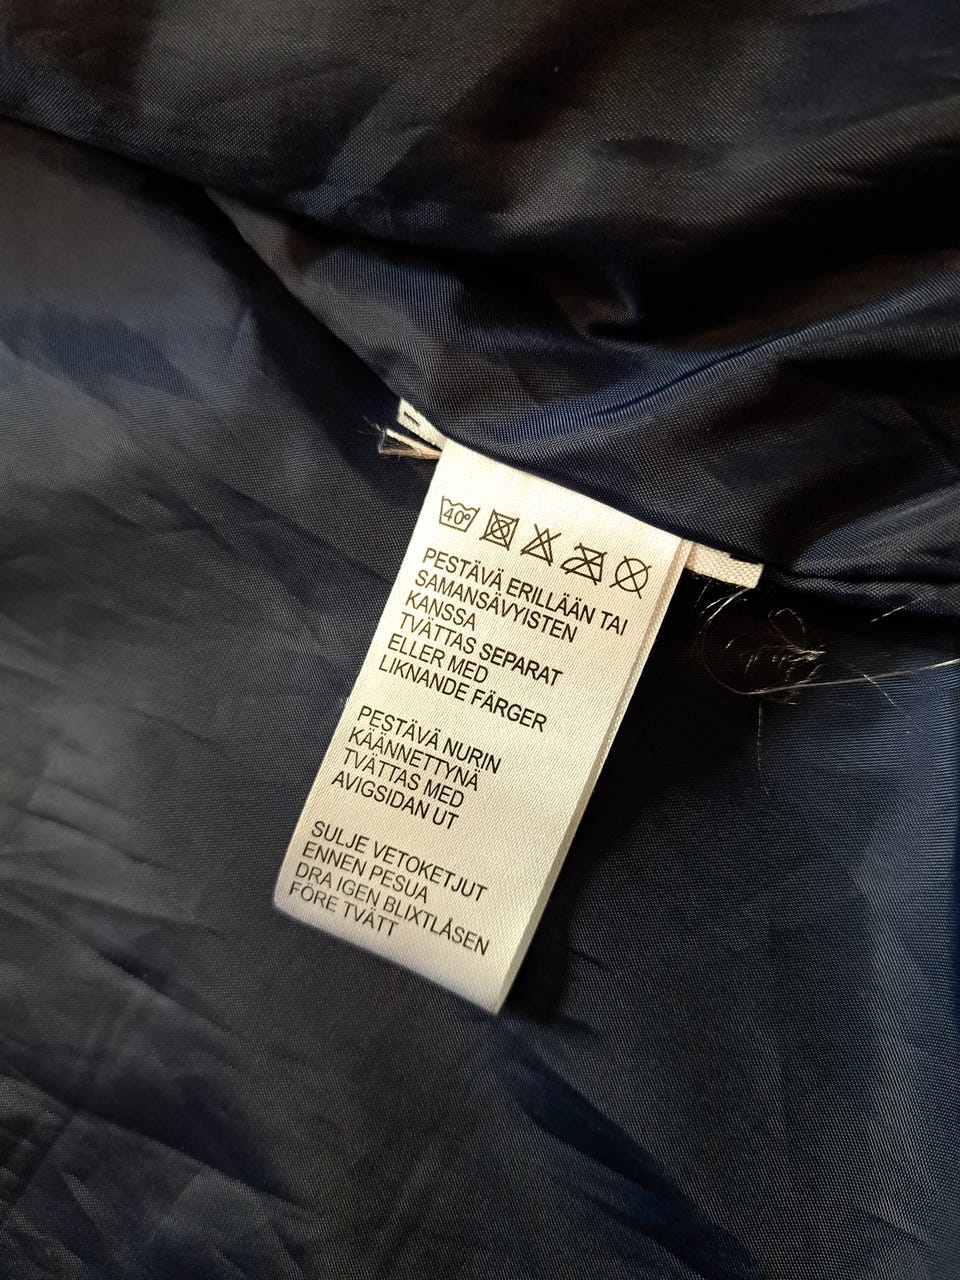 40°
PESTÄVÄ ERILLÄÄN TAI
SAMANSÄVYISTEN
KANSSA
TVÄTTAS SEPARAT
ELLER MED
LIKNANDE FÄRGER
PESTÄVÄ NURIN
KÄÄNNETTYNÄ
TVÄTTAS MED
AVIGSIDAN UT
SULJE VETOKETJUT
ENNEN PESUA
DRA IGEN BLIXTLÅSEN
FÖRE TVÄTT